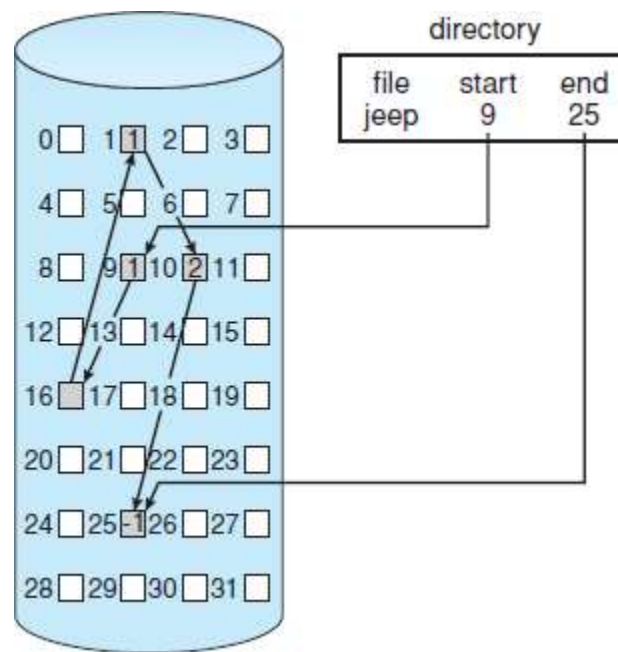 directory
file start end
jeep 9 25
0 1 1 2 3
4 5 6 7
8 9 1 10 2 11
12 13 14 15
16 17 18 19
20 21 22 23
24 25 -1 26 27
28 29 30 31